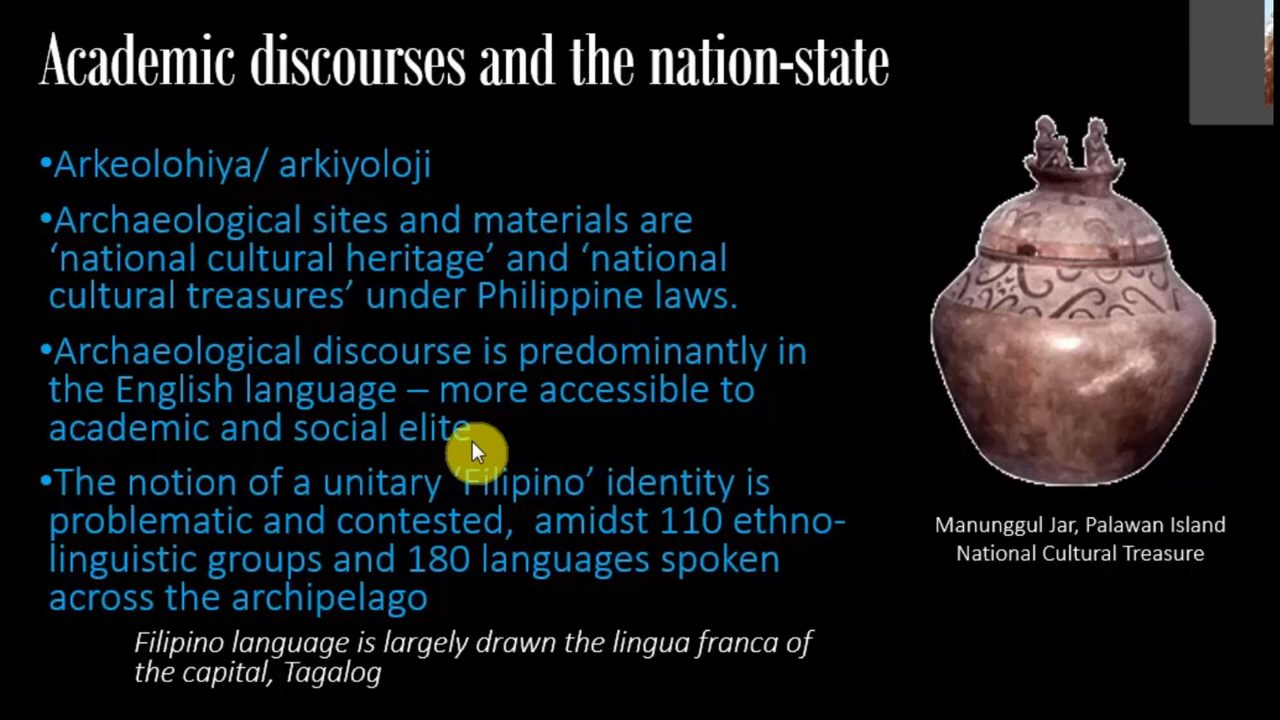 Academic discourses and the nation-state
•Arkeolohiya/ arkiyoloji
•Archaeological sites and materials are
‘national cultural heritage’ and ‘national
cultural treasures’ under Philippine laws.
•Archaeological discourse is predominantly in
the English language – more accessible to
academic and social elite
•The notion of a unitary ‘Filipino’ identity is
problematic and contested,  amidst 110 ethno-
linguistic groups and 180 languages spoken
across the archipelago
Filipino language is largely drawn the lingua franca of
the capital, Tagalog
Manunggul Jar, Palawan Island
National Cultural Treasure